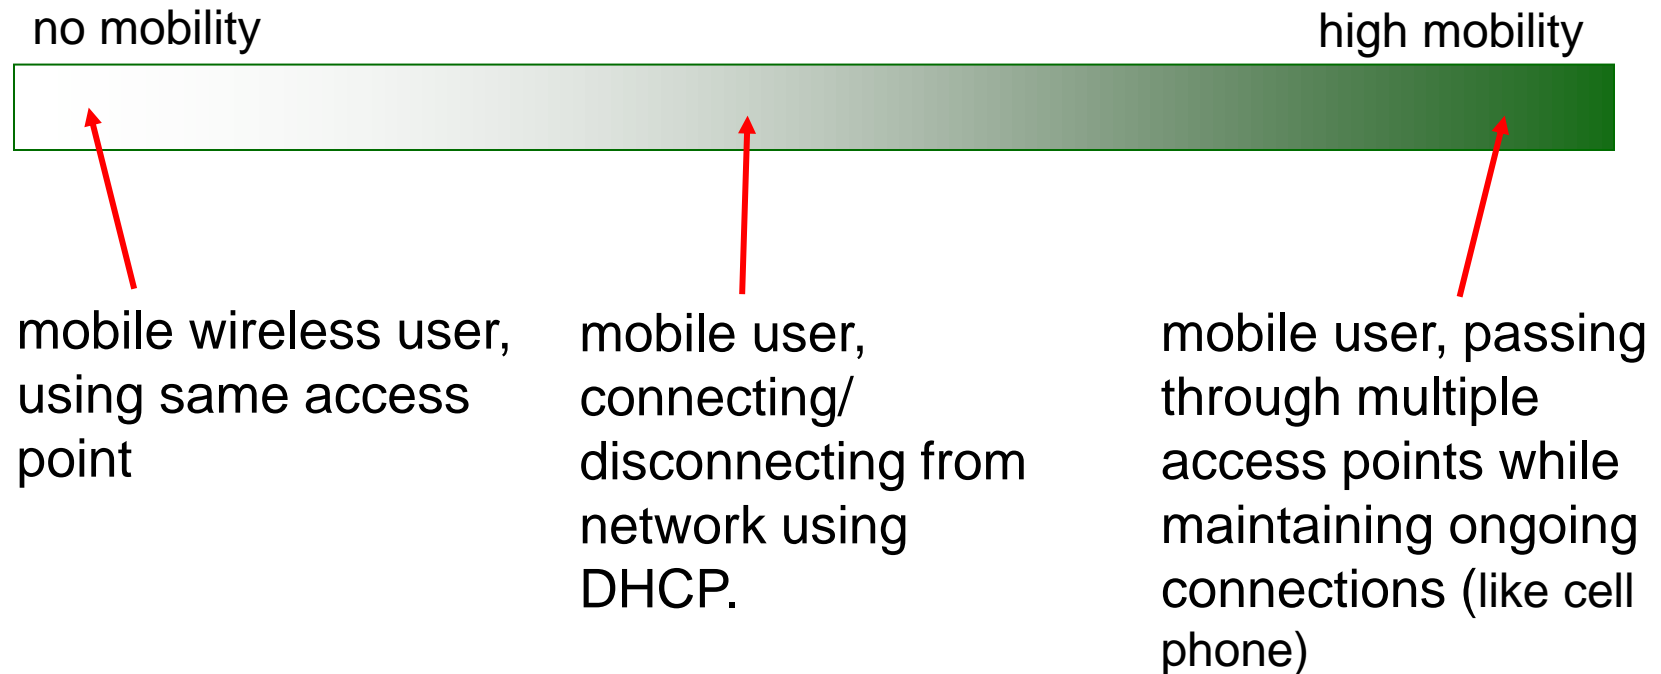 no mobility
high mobility
mobile wireless user,
using same access
point
mobile user,
connecting/
disconnecting from
network using
DHCP.
mobile user, passing
through multiple
access points while
maintaining ongoing
connections (like cell
phone)